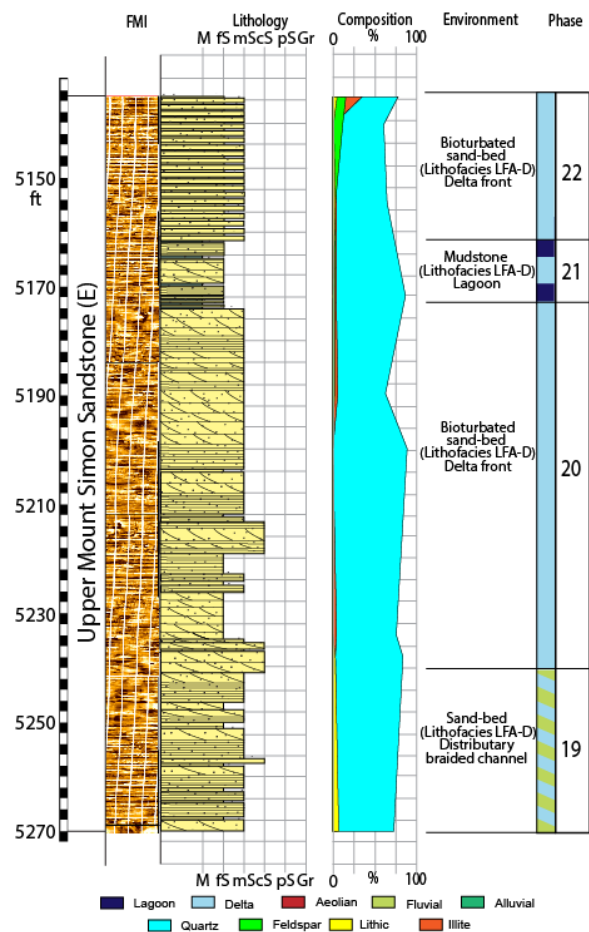 FMI Lithology Composition Environment Phase
M fS mScS pSGr % 
0 100
5150
ft
5170
5190
5210
5230
5250
5270
Upper Mount Simon Sandstone (E)
Bioturbated
sand-bed
(Lithofacies LFA-D)
Delta front
22
Mudstone
(Lithofacies LFA-D)
Lagoon
21
Bioturbated
sand-bed
(Lithofacies LFA-D)
Delta front
20
Sand-bed
(Lithofacies LFA-D)
Distributary
braided channel
19
M fS mScS pSGr 0 % 100
Lagoon Delta Aeolian Fluvial Alluvial
Quartz Feldspar Lithic Illite